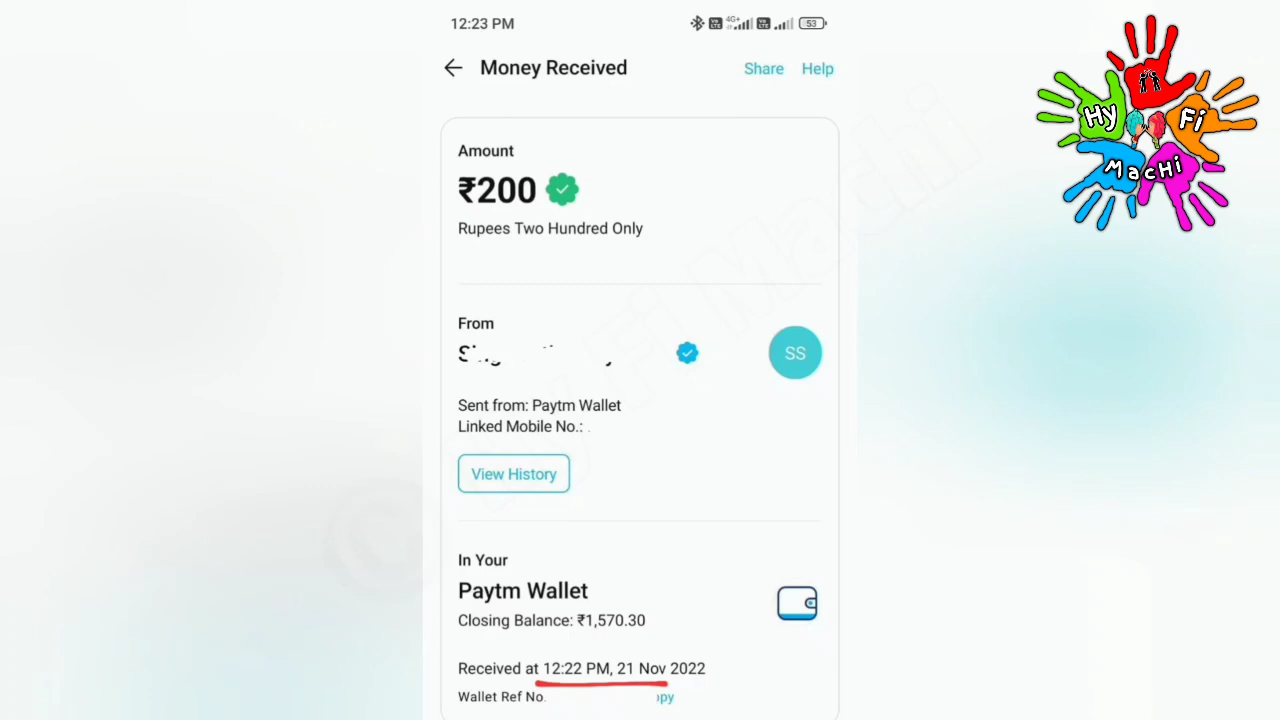 12:23 PM
53
Money Received
Share
Help
Hy
Fi
MacHi
Amount
₹200
Rupees Two Hundred Only
From
SS
Sent from: Paytm Wallet
Linked Mobile No.:
View History
In Your
Paytm Wallet
Closing Balance: ₹1,570.30
Received at 12:22 PM, 21 Nov 2022
Wallet Ref No.